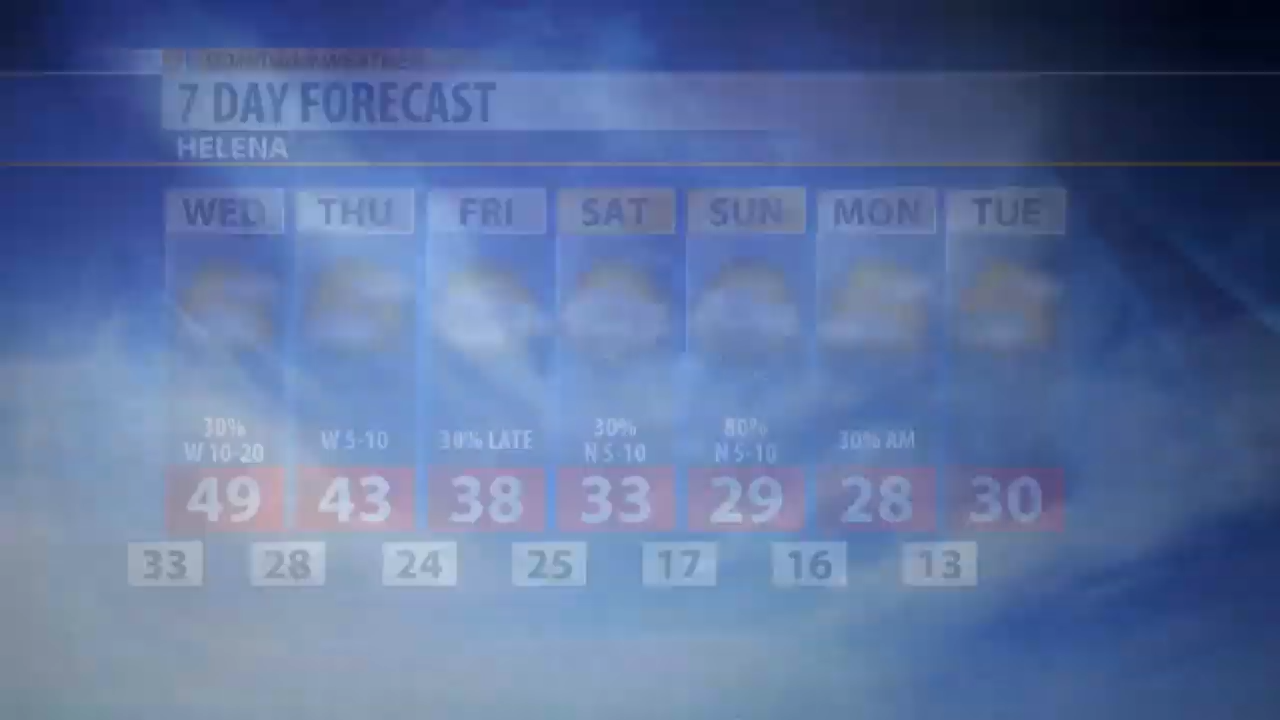 7 DAY FORECAST
HELENA
WED THU FRI SAT SUN MON TUE
30% 30% 80%
W 10-20 W 5-10 30% LATE N 5-10 N 5-10 30% AM
49 43 38 33 29 28 30
33 28 24 25 17 16 13